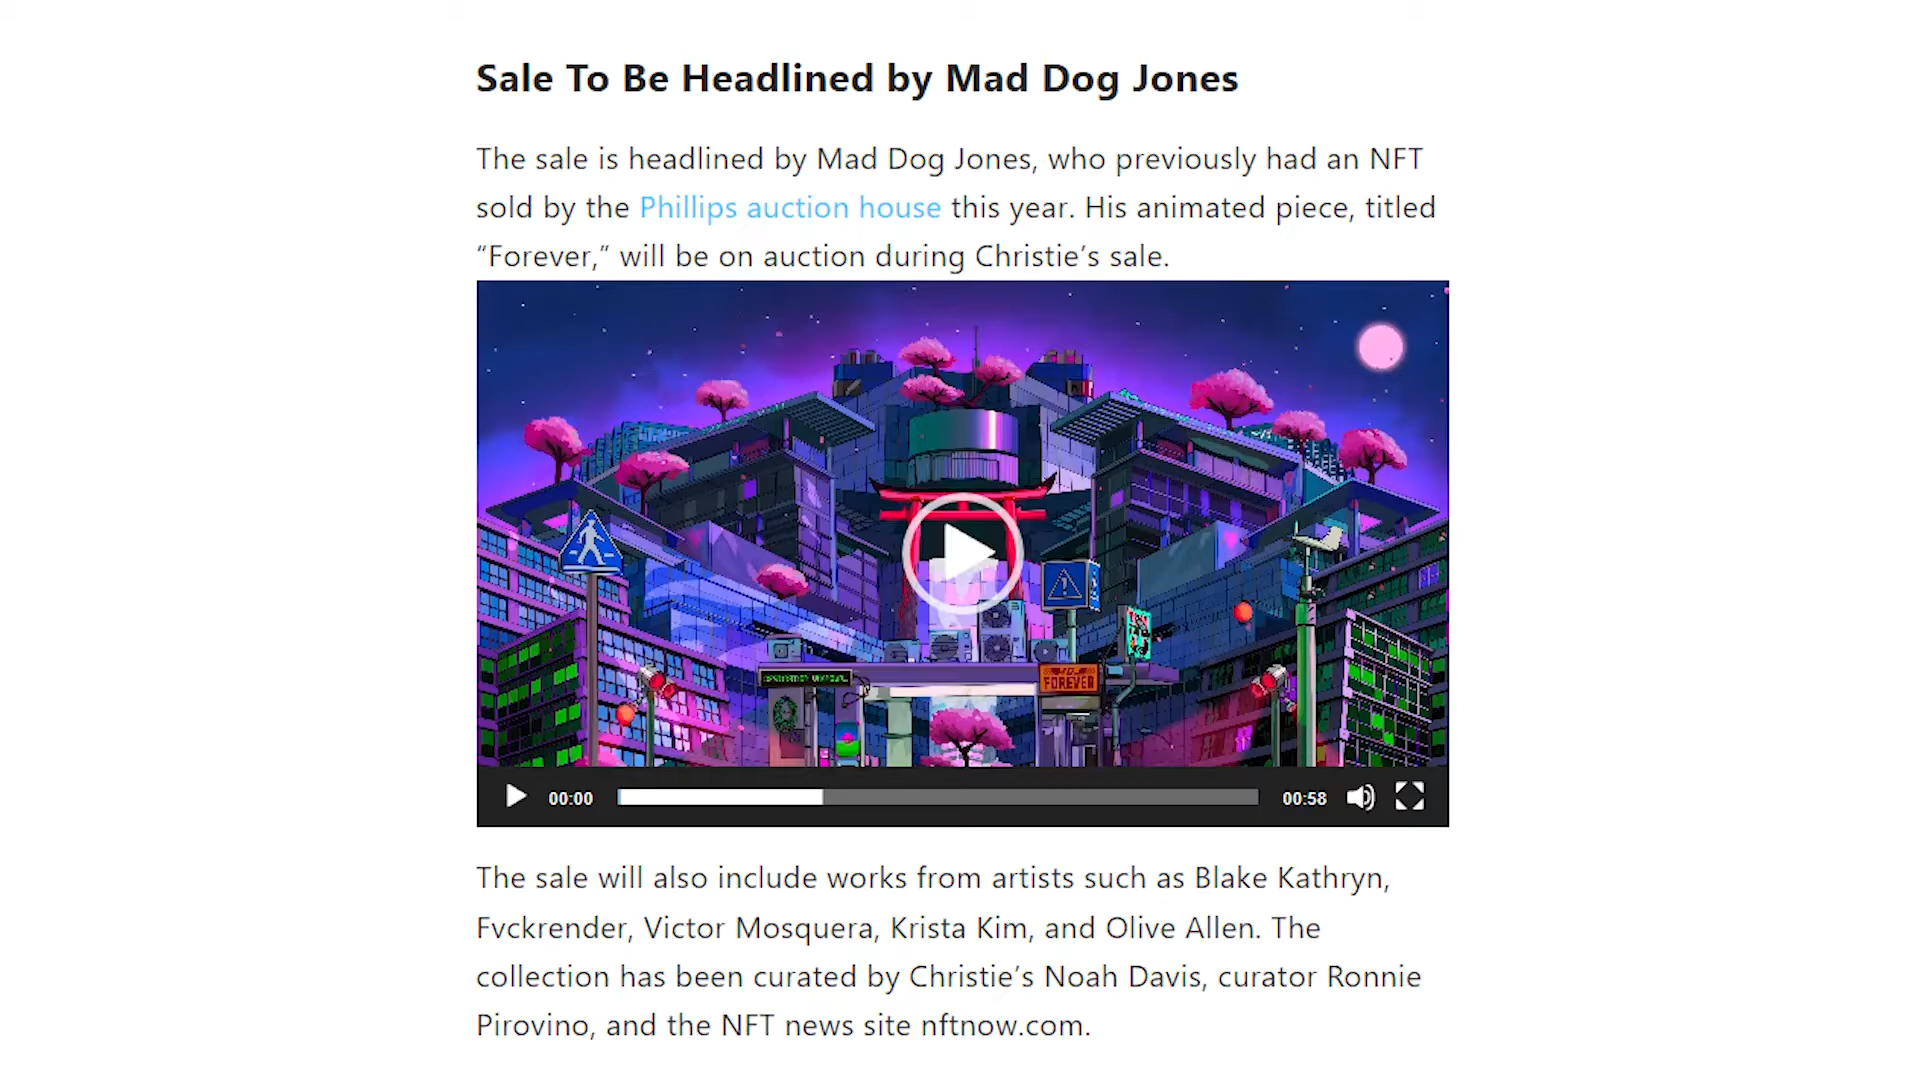 Sale To Be Headlined by Mad Dog Jones
The sale is headlined by Mad Dog Jones, who previously had an NFT
sold by the Phillips auction house this year. His animated piece, titled
“Forever,” will be on auction during Christie’s sale.
FOREVER
00:00
00:58
The sale will also include works from artists such as Blake Kathryn,
Fvckrender, Victor Mosquera, Krista Kim, and Olive Allen. The
collection has been curated by Christie’s Noah Davis, curator Ronnie
Pirovino, and the NFT news site nftnow.com.